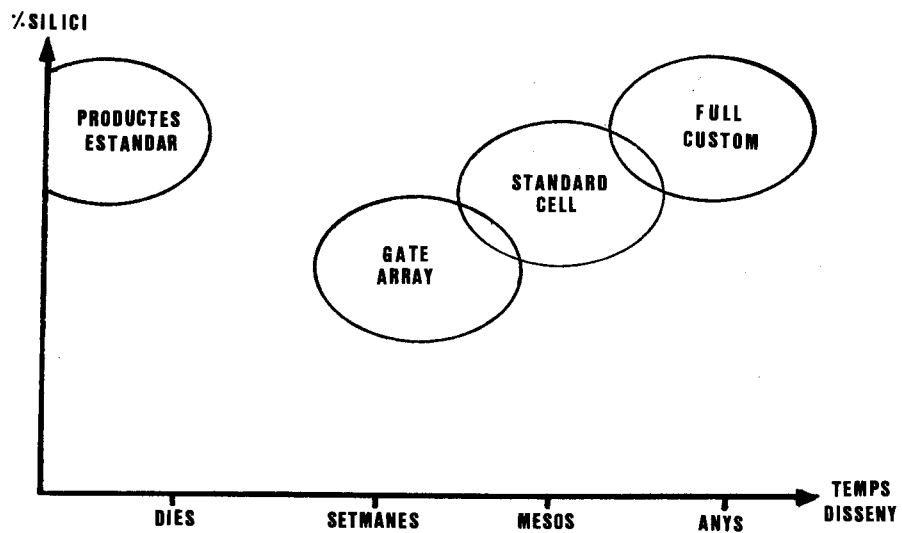 %SILICI
PRODUCTES
ESTANDAR
FULL
CUSTOM
STANDARD
CELL
GATE
ARRAY
DIES
SETMANES
MESOS
ANYS
TEMPS
DISSENY